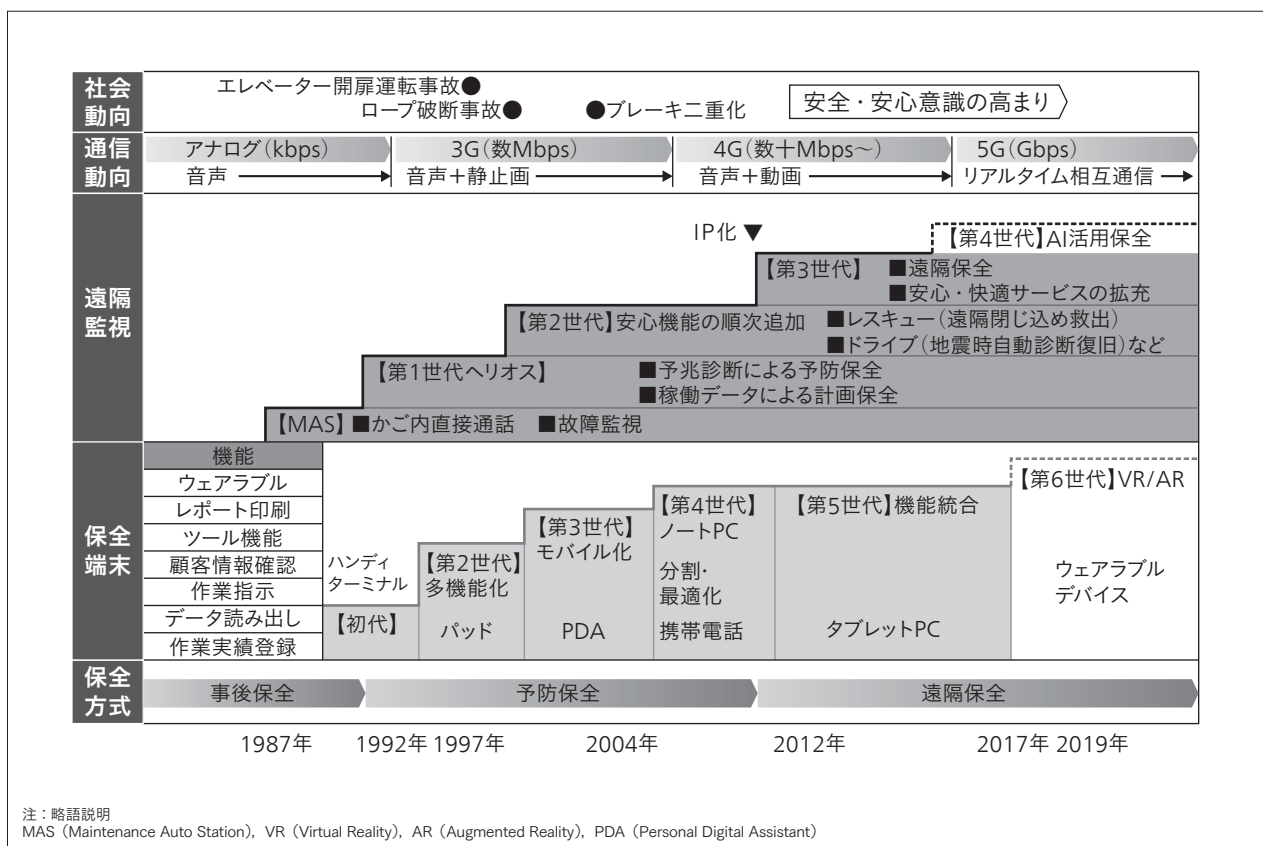 社会
動向
エレベーター開扉運転事故●
ロープ破断事故●
●ブレーキ二重化
安全・安心意識の高まり
通信
動向
アナログ(kbps)
3G(数Mbps)
4G(数十Mbps～)
5G(Gbps)
音声
音声＋静止画
音声＋動画
リアルタイム相互通信
遠隔
監視
IP化 ▼
【第4世代】AI活用保全
【第3世代】 ■遠隔保全
■安心・快適サービスの拡充
【第2世代】安心機能の順次追加 ■レスキュー(遠隔閉じ込め救出)
■ドライブ(地震時自動診断復旧)など
【第1世代ヘリオス】 ■予兆診断による予防保全
■稼働データによる計画保全
【MAS】■かご内直接通話 ■故障監視
保全
端末
機能
ウェアラブル
レポート印刷
ツール機能
顧客情報確認
作業指示
データ読み出し
作業実績登録
ハンディ
ターミナル
【初代】
【第2世代】
多機能化
パッド
【第3世代】
モバイル化
PDA
【第4世代】
ノートPC
分割・
最適化
携帯電話
【第5世代】機能統合
タブレットPC
【第6世代】VR/AR
ウェアラブル
デバイス
保全
方式
事後保全
予防保全
遠隔保全
1987年 1992年 1997年 2004年 2012年 2017年 2019年
注：略語説明
MAS（Maintenance Auto Station），VR（Virtual Reality），AR（Augmented Reality），PDA（Personal Digital Assistant）